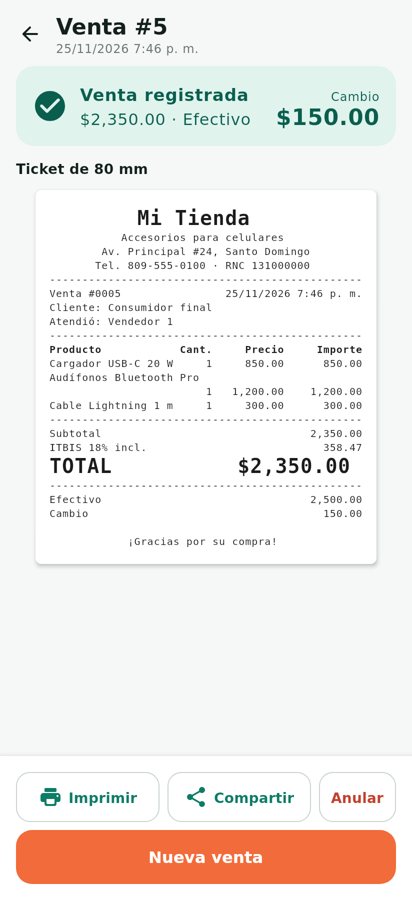 Venta #5
25/11/2026 7:46 p. m.
Venta registrada
$2,350.00 · Efectivo
Cambio
$150.00
Ticket de 80 mm
Mi Tienda
Accesorios para celulares
Av. Principal #24, Santo Domingo
Tel. 809-555-0100 · RNC 131000000
--------------------------------------------------
Venta #0005 25/11/2026 7:46 p. m.
Cliente: Consumidor final
Atendió: Vendedor 1
--------------------------------------------------
Producto Cant. Precio Importe
Cargador USB-C 20 W 1 850.00 850.00
Audífonos Bluetooth Pro
1 1,200.00 1,200.00
Cable Lightning 1 m 1 300.00 300.00
--------------------------------------------------
Subtotal 2,350.00
ITBIS 18% incl. 358.47
TOTAL $2,350.00
--------------------------------------------------
Efectivo 2,500.00
Cambio 150.00
¡Gracias por su compra!
Imprimir
Compartir
Anular
Nueva venta